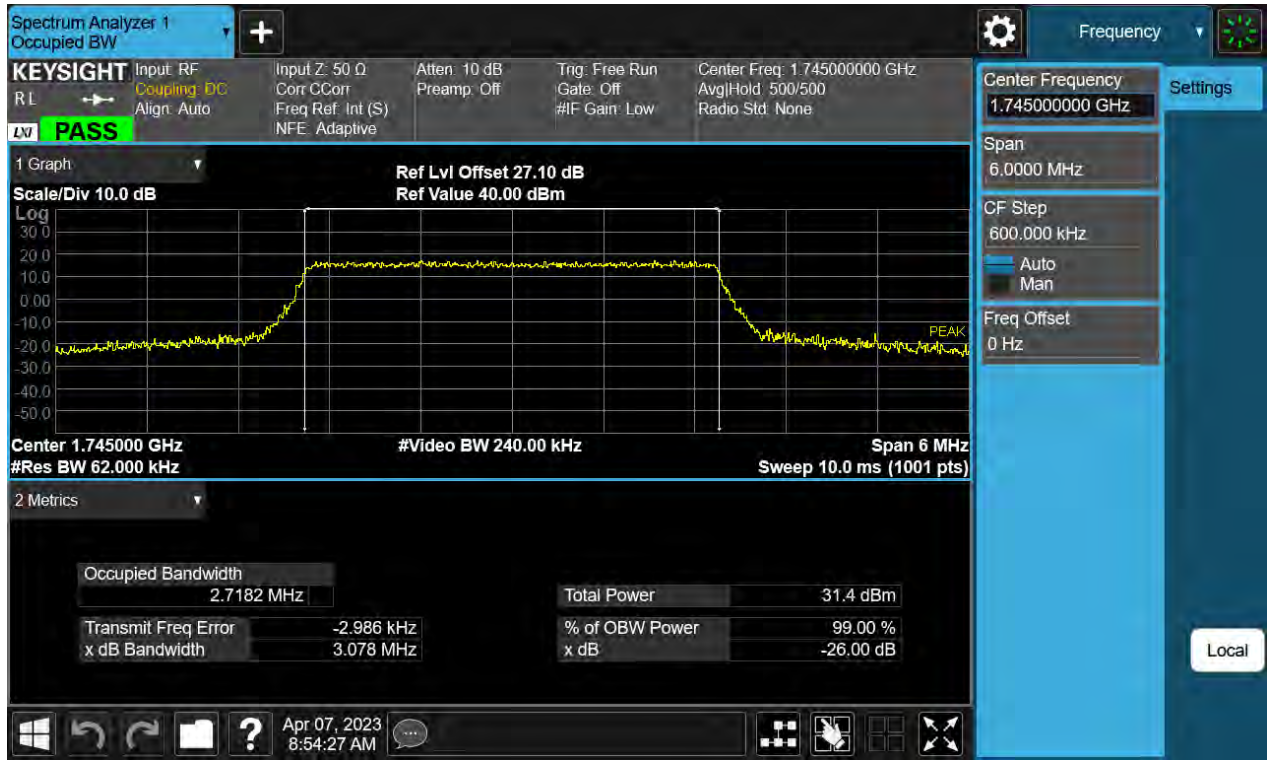 Spectrum Analyzer 1
Occupied BW
Frequency
KEYSIGHT
RL
LXI
PASS
Input: RF
Coupling: DC
Align: Auto
Input Z: 50 Ω
Corr CCorr
Freq Ref: Int (S)
NFE: Adaptive
Atten: 10 dB
Preamp: Off
Trig: Free Run
Gate: Off
#IF Gain: Low
Center Freq: 1.745000000 GHz
Avg|Hold: 500/500
Radio Std: None
1 Graph
Scale/Div 10.0 dB
Ref Lvl Offset 27.10 dB
Ref Value 40.00 dBm
Log
30.0
20.0
10.0
0.00
-10.0
-20.0
-30.0
-40.0
-50.0
PEAK
Center 1.745000 GHz
#Video BW 240.00 kHz
Span 6 MHz
#Res BW 62.000 kHz
Sweep 10.0 ms (1001 pts)
2 Metrics
Occupied Bandwidth
2.7182 MHz
Total Power 31.4 dBm
Transmit Freq Error -2.986 kHz
% of OBW Power 99.00 %
x dB Bandwidth 3.078 MHz
x dB -26.00 dB
Center Frequency
1.745000000 GHz
Settings
Span
6.0000 MHz
CF Step
600.000 kHz
Auto
Man
Freq Offset
0 Hz
Local
?
Apr 07, 2023
8:54:27 AM